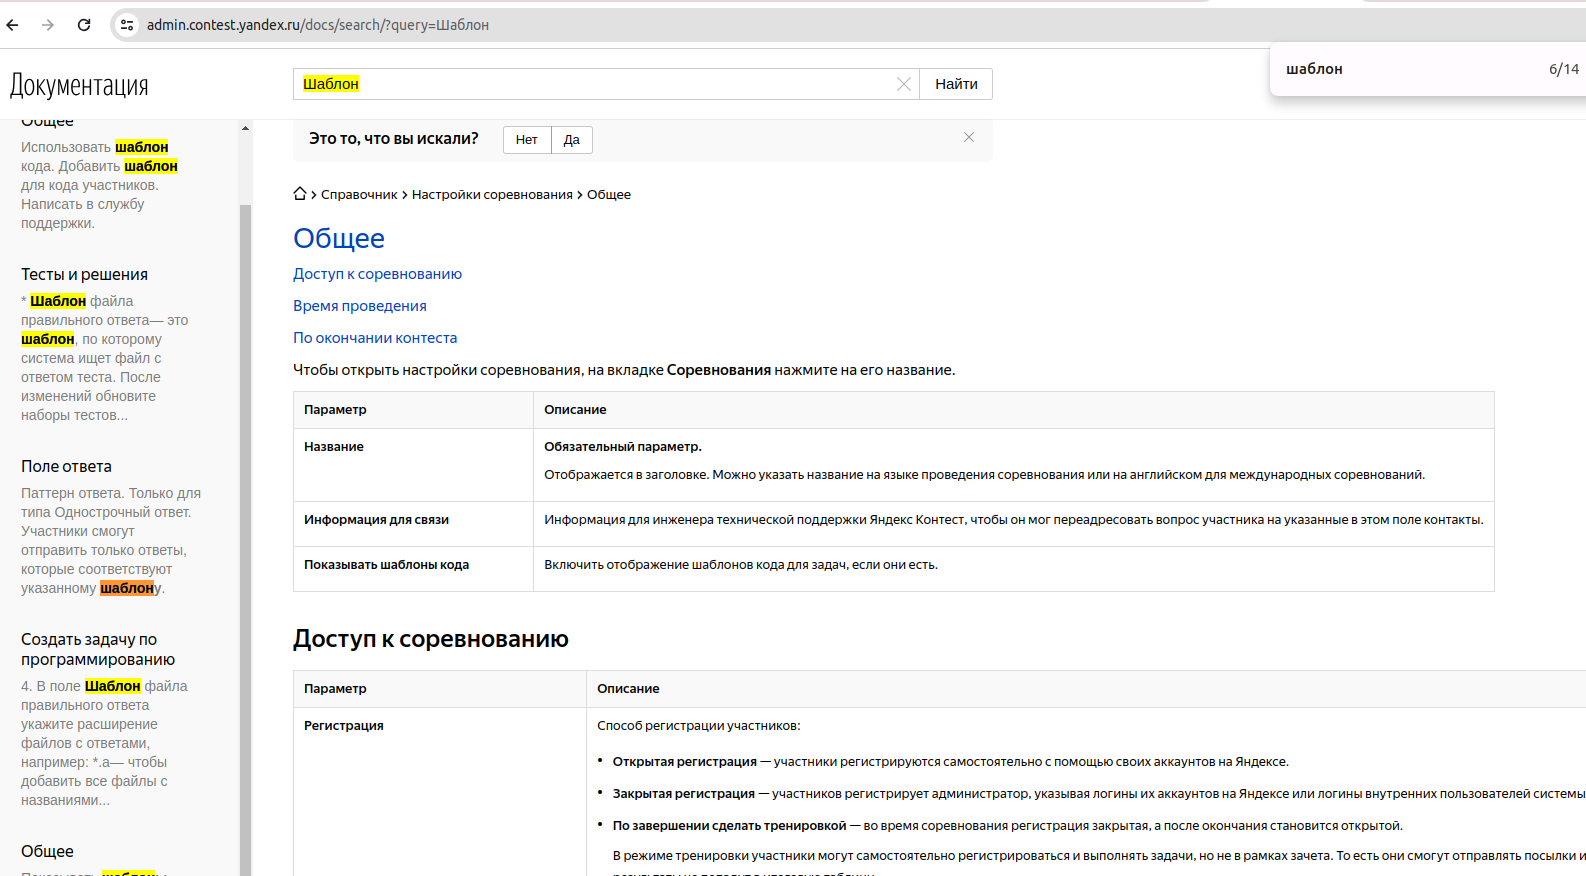 admin.contest.yandex.ru/docs/search/?query=Шаблон
шаблон 6/14
Документация
Шаблон
Найти
Общее
Использовать шаблон
кода. Добавить шаблон
для кода участников.
Написать в службу
поддержки.
Тесты и решения
* Шаблон файла
правильного ответа— это
шаблон, по которому
система ищет файл с
ответом теста. После
изменений обновите
наборы тестов...
Поле ответа
Паттерн ответа. Только для
типа Однострочный ответ.
Участники смогут
отправить только ответы,
которые соответствуют
указанному шаблону.
Создать задачу по
программированию
4. В поле Шаблон файла
правильного ответа
укажите расширение
файлов с ответами,
например: *.a— чтобы
добавить все файлы с
названиями...
Общее
Это то, что вы искали? Нет Да
Справочник > Настройки соревнования > Общее
Общее
Доступ к соревнованию
Время проведения
По окончании контеста
Чтобы открыть настройки соревнования, на вкладке Соревнования нажмите на его название.
Параметр Описание
Название Обязательный параметр.
Отображается в заголовке. Можно указать название на языке проведения соревнования или на английском для международных соревнований.
Информация для связи Информация для инженера технической поддержки Яндекс Контест, чтобы он мог переадресовать вопрос участника на указанные в этом поле контакты.
Показывать шаблоны кода Включить отображение шаблонов кода для задач, если они есть.
Доступ к соревнованию
Параметр Описание
Регистрация Способ регистрации участников:
• Открытая регистрация — участники регистрируются самостоятельно с помощью своих аккаунтов на Яндексе.
• Закрытая регистрация — участников регистрирует администратор, указывая логины их аккаунтов на Яндексе или логины внутренних пользователей системы
• По завершении сделать тренировкой — во время соревнования регистрация закрытая, а после окончания становится открытой.
В режиме тренировки участники могут самостоятельно регистрироваться и выполнять задачи, но не в рамках зачета. То есть они смогут отправлять посылки и